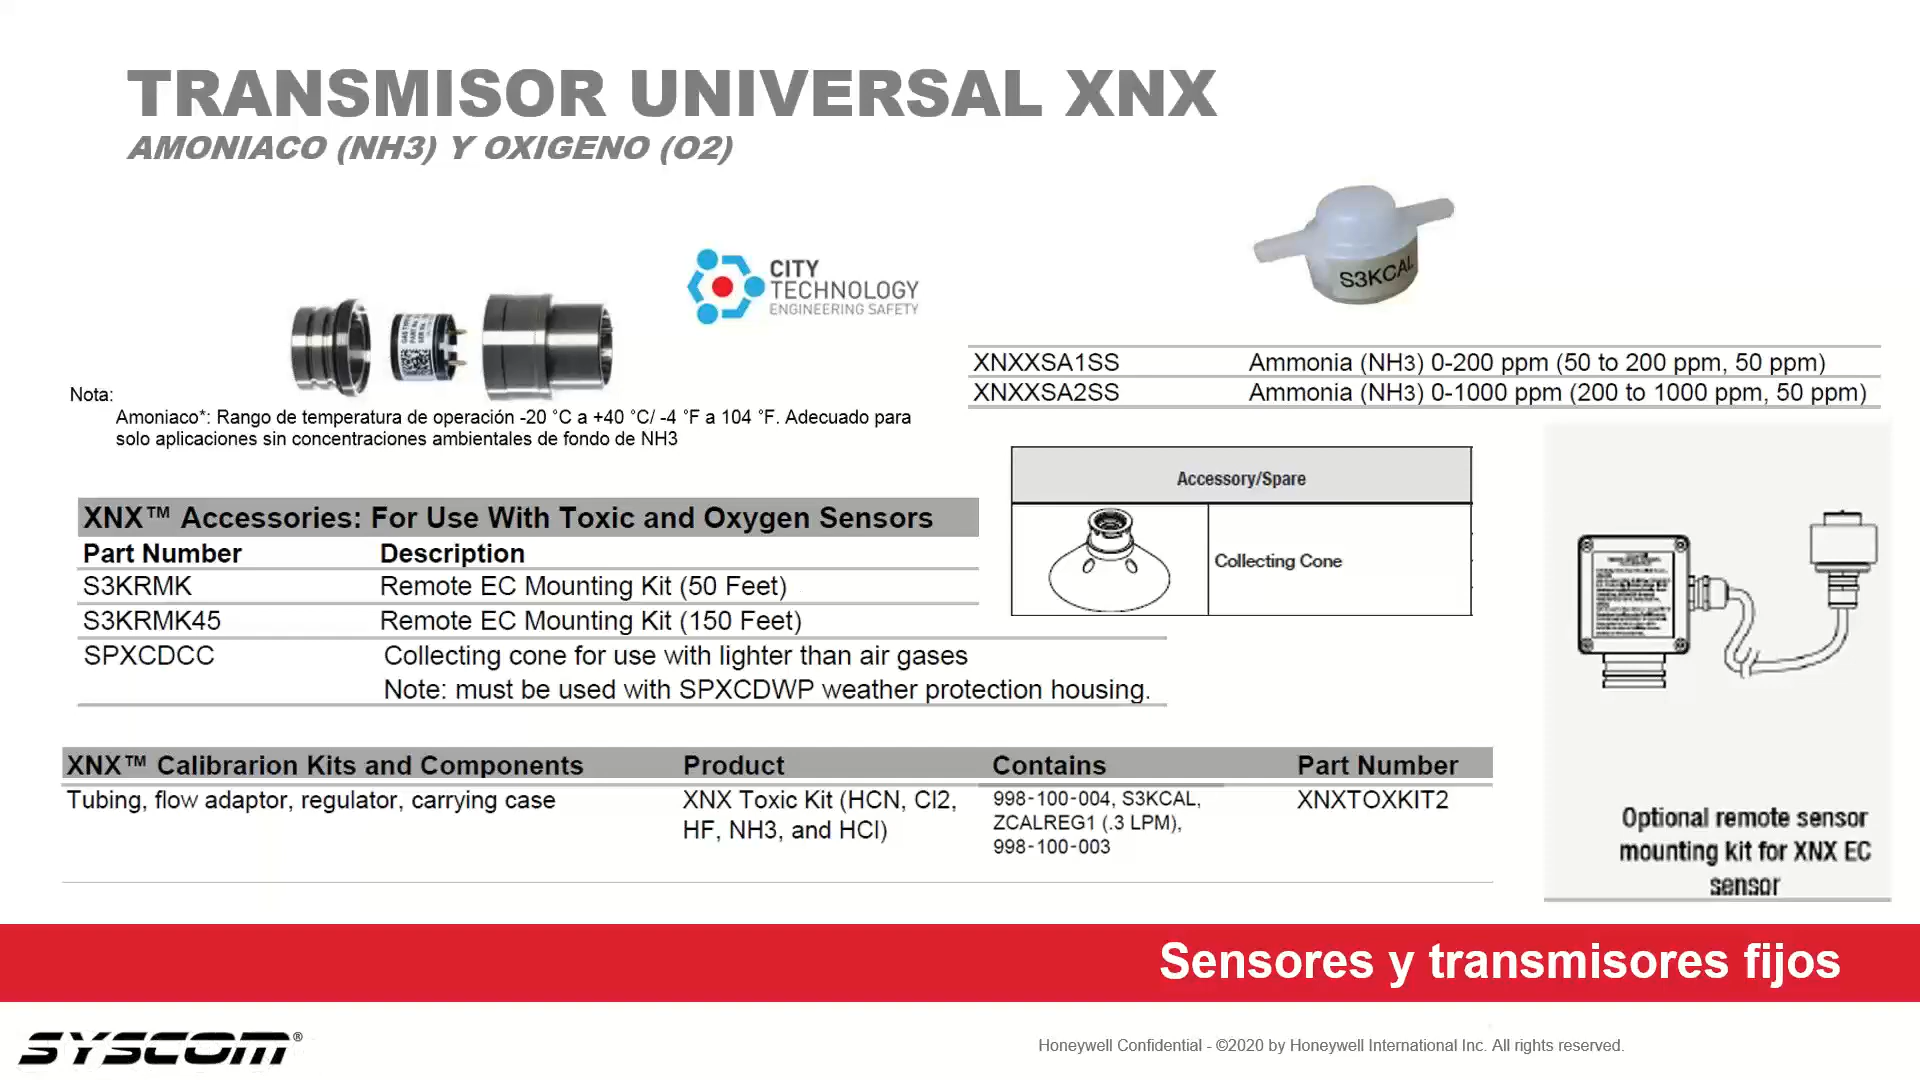 TRANSMISOR UNIVERSAL XNX
AMONIACO (NH3) Y OXIGENO (O2)
S3KCAL
CITY
TECHNOLOGY
ENGINEERING SAFETY
XNXXSA1SS Ammonia (NH3) 0-200 ppm (50 to 200 ppm, 50 ppm)
XNXXSA2SS Ammonia (NH3) 0-1000 ppm (200 to 1000 ppm, 50 ppm)
Nota:
Amoniaco*: Rango de temperatura de operación -20 °C a +40 °C/ -4 °F a 104 °F. Adecuado para
solo aplicaciones sin concentraciones ambientales de fondo de NH3
Accessory/Spare
Collecting Cone
XNX™ Accessories: For Use With Toxic and Oxygen Sensors
Part Number Description
S3KRMK Remote EC Mounting Kit (50 Feet)
S3KRMK45 Remote EC Mounting Kit (150 Feet)
SPXCDCC Collecting cone for use with lighter than air gases
Note: must be used with SPXCDWP weather protection housing.
XNX™ Calibrarion Kits and Components Product Contains Part Number
Tubing, flow adaptor, regulator, carrying case XNX Toxic Kit (HCN, Cl2, 998-100-004, S3KCAL, XNXTOXKIT2
HF, NH3, and HCl) ZCALREG1 (.3 LPM),
998-100-003
Optional remote sensor
mounting kit for XNX EC
sensor
Sensores y transmisores fijos
SYSCOM®
Honeywell Confidential - ©2020 by Honeywell International Inc. All rights reserved.